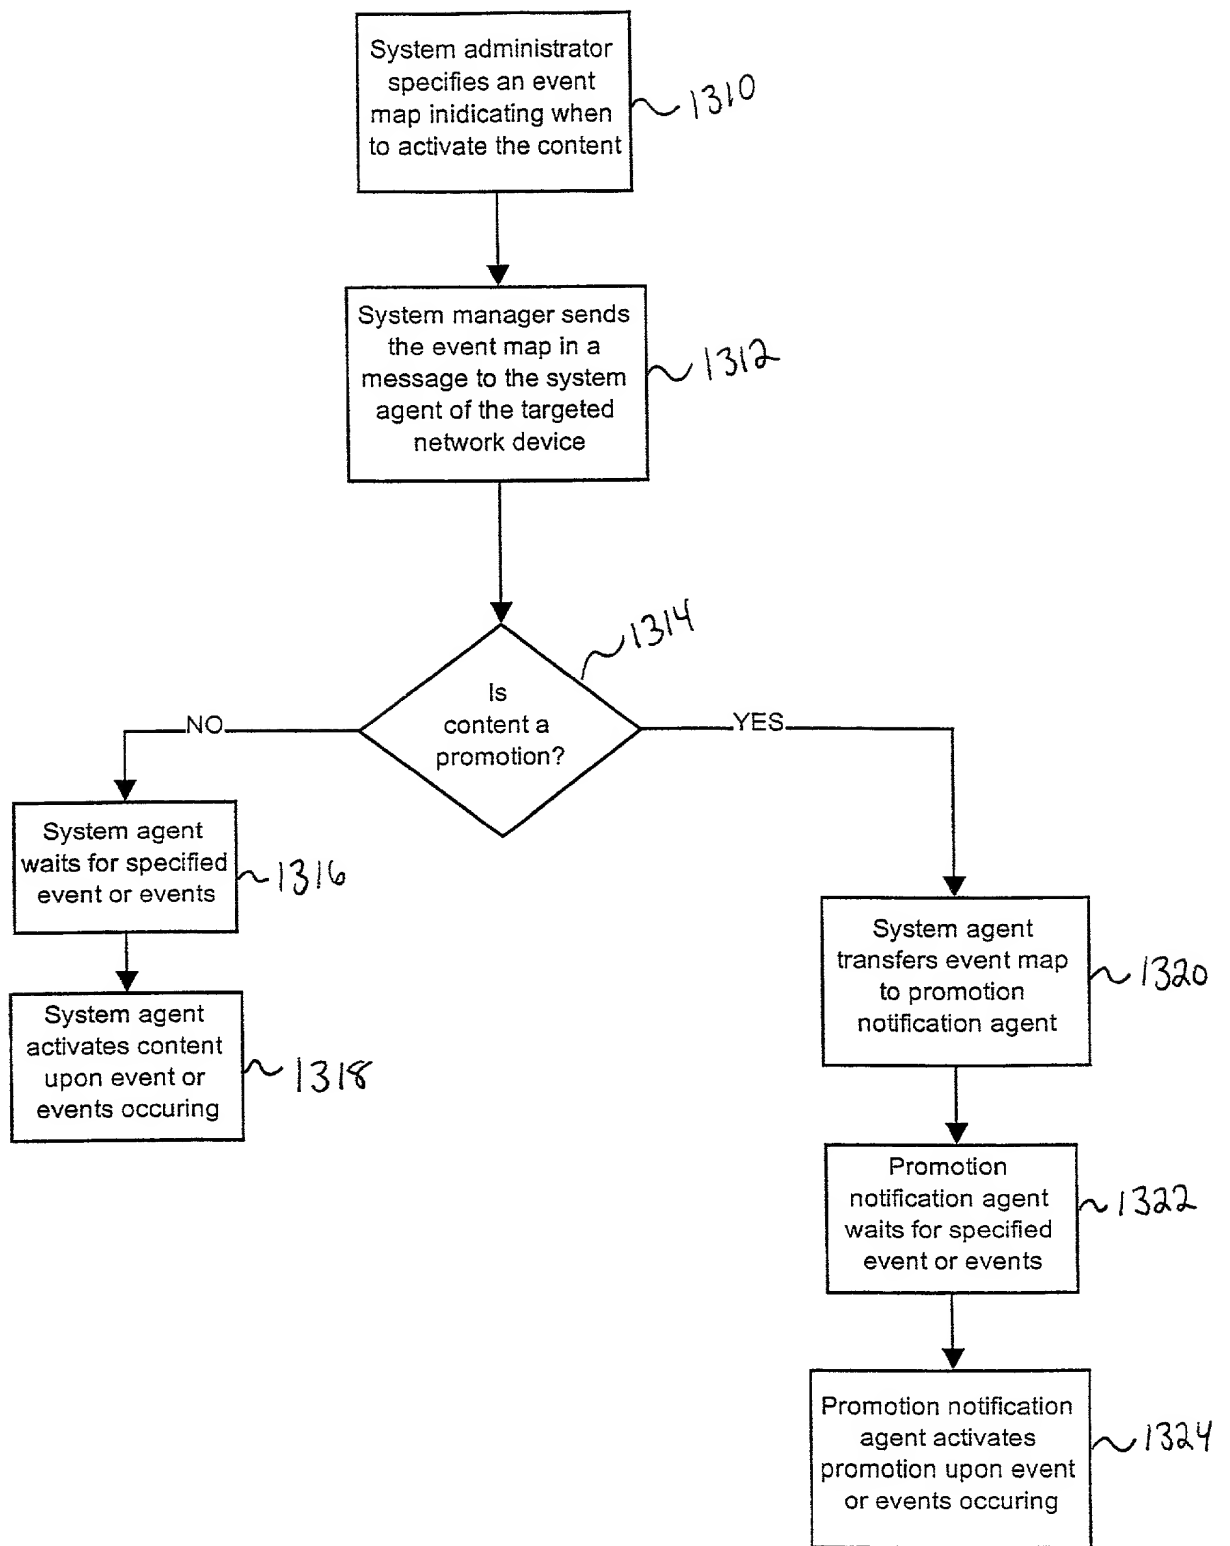 System administrator
specifies an event
map inidicating when
to activate the content
1310
System manager sends
the event map in a
message to the system
agent of the targeted
network device
1312
Is
content a
promotion?
1314
NO
YES
System agent
waits for specified
event or events
1316
System agent
activates content
upon event or
events occuring
1318
System agent
transfers event map
to promotion
notification agent
1320
Promotion
notification agent
waits for specified
event or events
1322
Promotion notification
agent activates
promotion upon event
or events occuring
1324